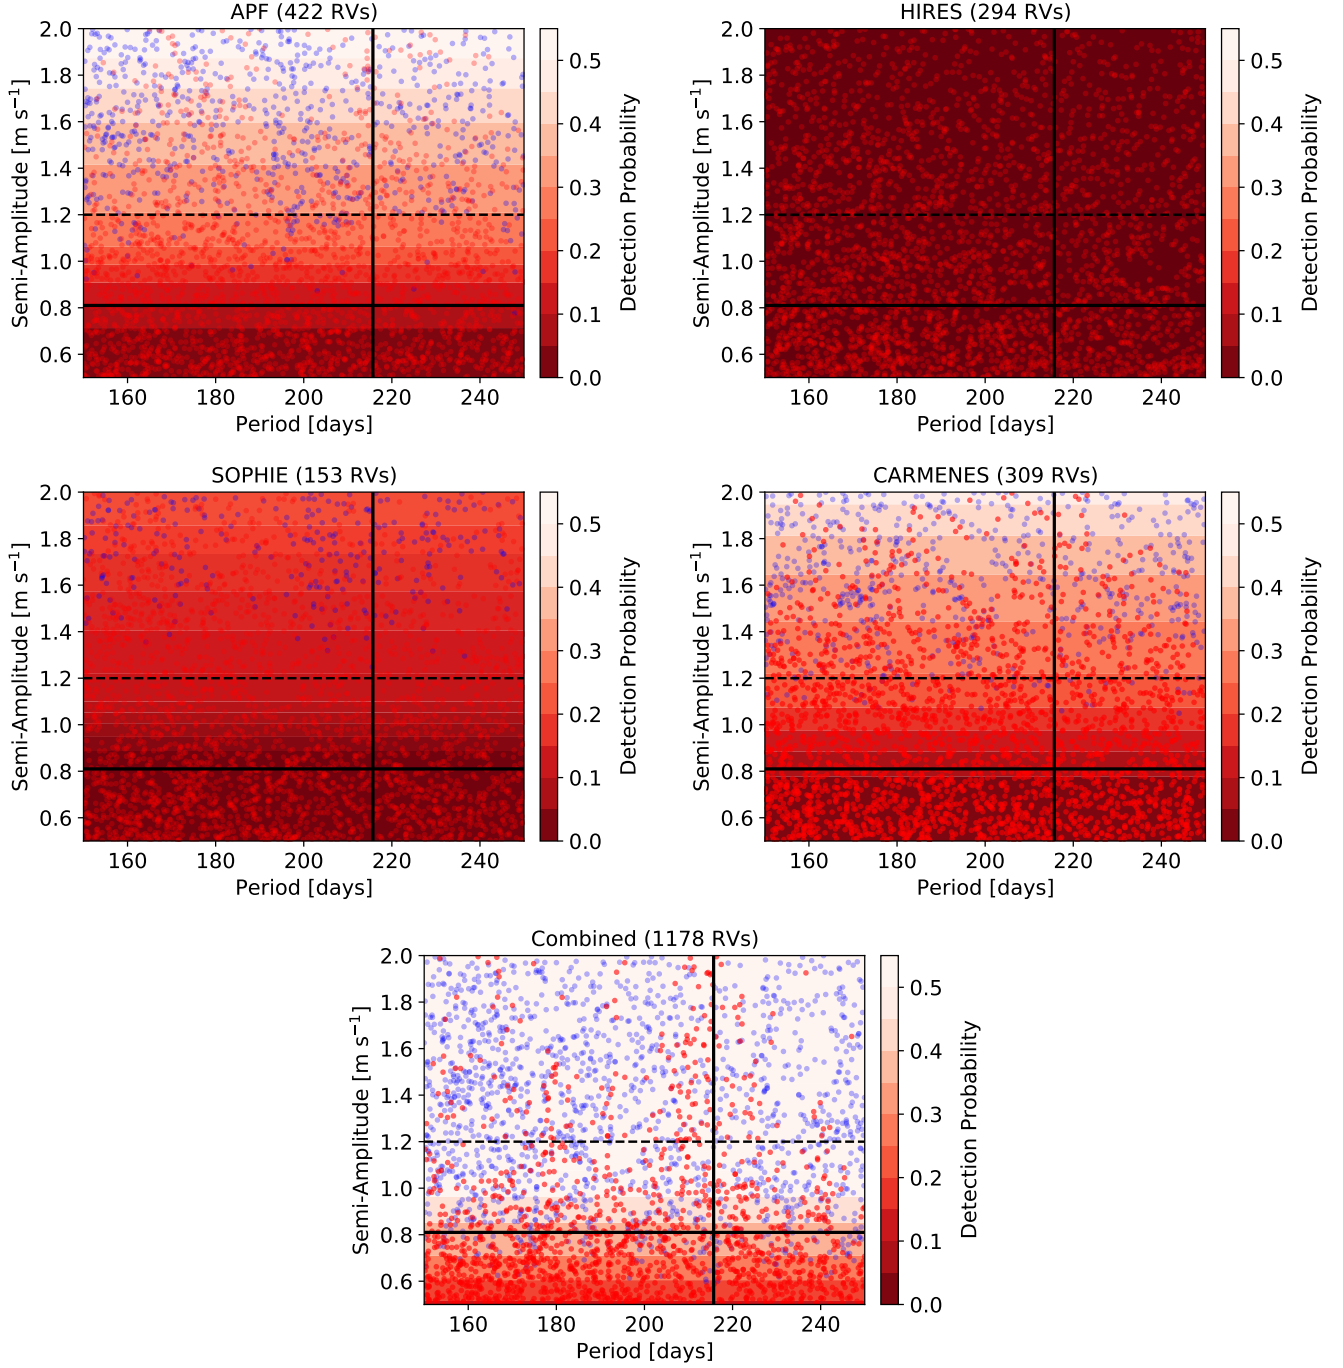 APF (422 RVs)
2.0
1.8
1.6
1.4
1.2
1.0
0.8
0.6
Semi-Amplitude [m s⁻¹]
160 180 200 220 240
Period [days]
0.5
0.4
0.3
0.2
0.1
0.0
Detection Probability
HIRES (294 RVs)
2.0
1.8
1.6
1.4
1.2
1.0
0.8
0.6
Semi-Amplitude [m s⁻¹]
160 180 200 220 240
Period [days]
0.5
0.4
0.3
0.2
0.1
0.0
Detection Probability
SOPHIE (153 RVs)
2.0
1.8
1.6
1.4
1.2
1.0
0.8
0.6
Semi-Amplitude [m s⁻¹]
160 180 200 220 240
Period [days]
0.5
0.4
0.3
0.2
0.1
0.0
Detection Probability
CARMENES (309 RVs)
2.0
1.8
1.6
1.4
1.2
1.0
0.8
0.6
Semi-Amplitude [m s⁻¹]
160 180 200 220 240
Period [days]
0.5
0.4
0.3
0.2
0.1
0.0
Detection Probability
Combined (1178 RVs)
2.0
1.8
1.6
1.4
1.2
1.0
0.8
0.6
Semi-Amplitude [m s⁻¹]
160 180 200 220 240
Period [days]
0.5
0.4
0.3
0.2
0.1
0.0
Detection Probability